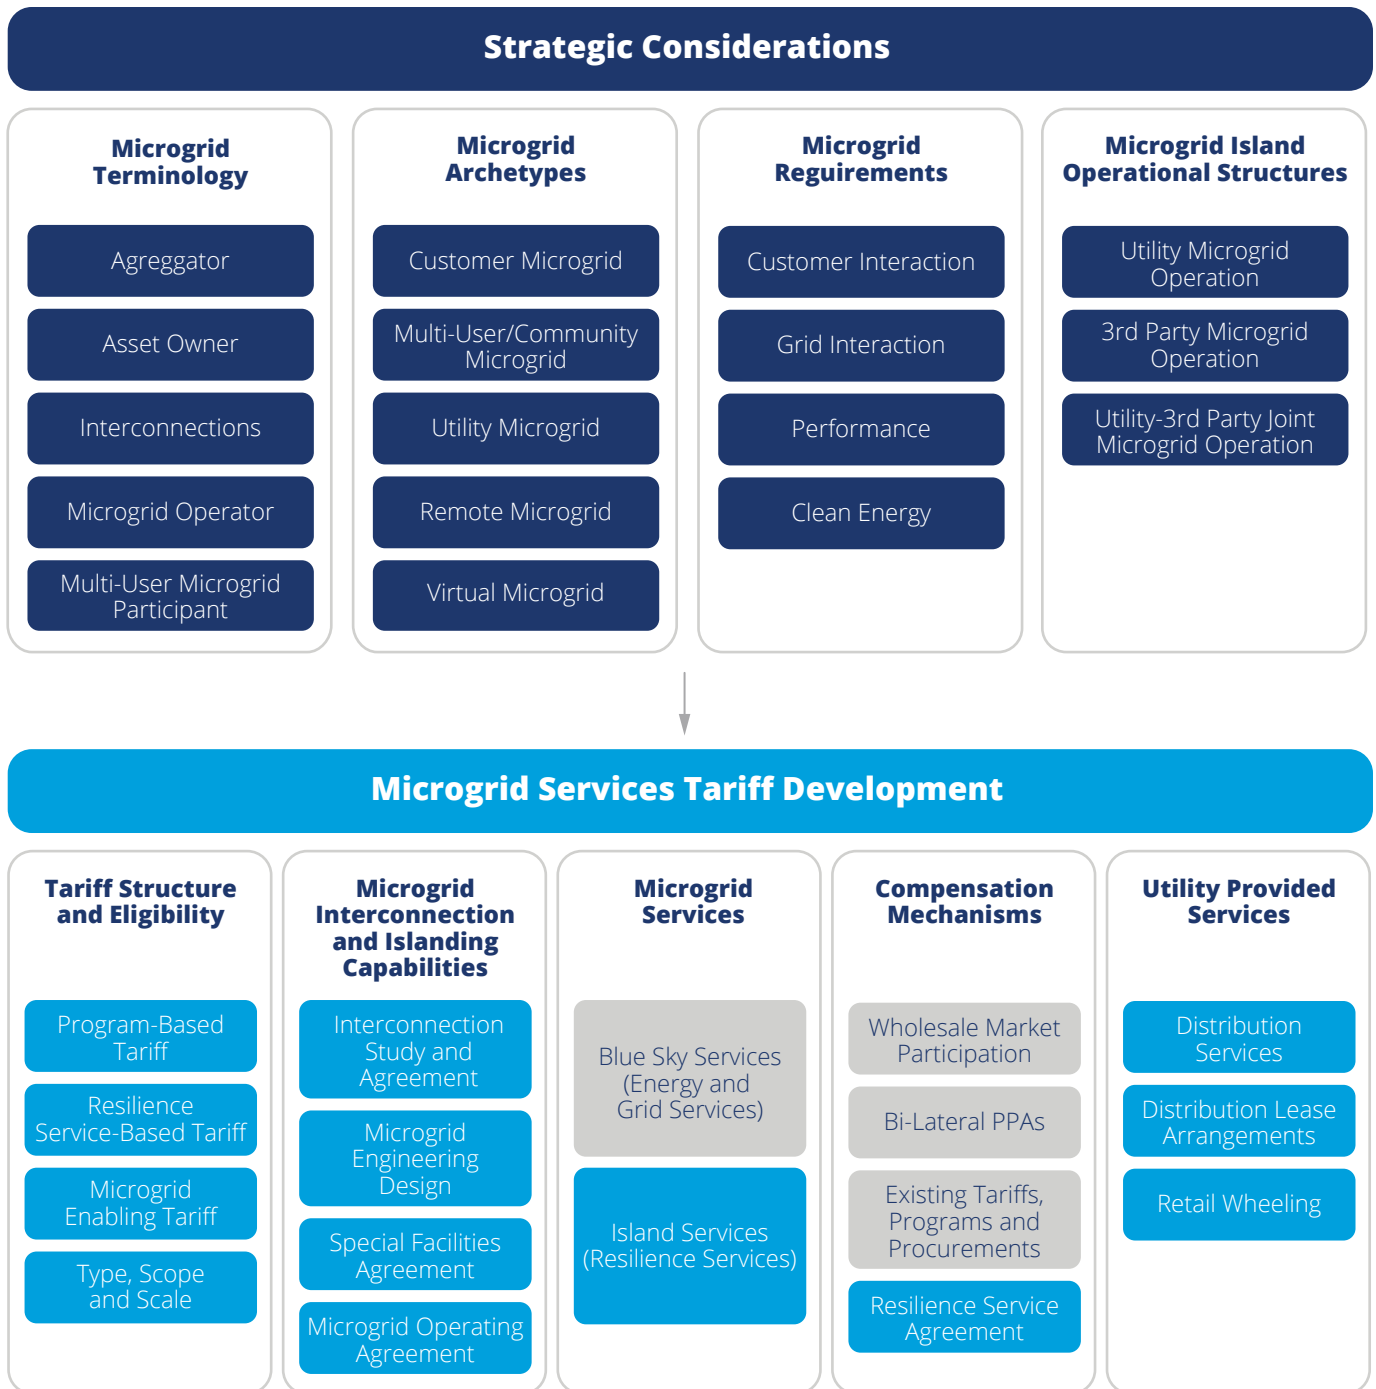 Strategic Considerations
Microgrid
Terminology
Agreggator
Asset Owner
Interconnections
Microgrid Operator
Multi-User Microgrid
Participant
Microgrid
Archetypes
Customer Microgrid
Multi-User/Community
Microgrid
Utility Microgrid
Remote Microgrid
Virtual Microgrid
Microgrid
Reguirements
Customer Interaction
Grid Interaction
Performance
Clean Energy
Microgrid Island
Operational Structures
Utility Microgrid
Operation
3rd Party Microgrid
Operation
Utility-3rd Party Joint
Microgrid Operation
Microgrid Services Tariff Development
Tariff Structure
and Eligibility
Program-Based
Tariff
Resilience
Service-Based Tariff
Microgrid
Enabling Tariff
Type, Scope
and Scale
Microgrid
Interconnection
and Islanding
Capabilities
Interconnection
Study and
Agreement
Microgrid
Engineering
Design
Special Facilities
Agreement
Microgrid Operating
Agreement
Microgrid
Services
Blue Sky Services
(Energy and
Grid Services)
Island Services
(Resilience Services)
Compensation
Mechanisms
Wholesale Market
Participation
Bi-Lateral PPAs
Existing Tariffs,
Programs and
Procurements
Resilience Service
Agreement
Utility Provided
Services
Distribution
Services
Distribution Lease
Arrangements
Retail Wheeling